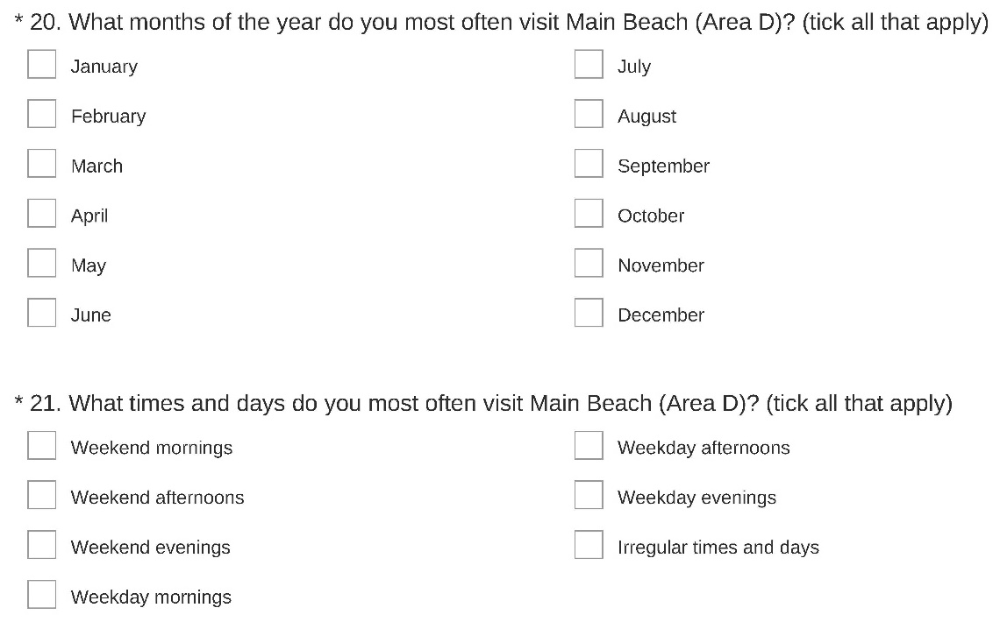 * 20. What months of the year do you most often visit Main Beach (Area D)? (tick all that apply)
January
February
March
April
May
June
July
August
September
October
November
December
* 21. What times and days do you most often visit Main Beach (Area D)? (tick all that apply)
Weekend mornings
Weekend afternoons
Weekend evenings
Weekday mornings
Weekday afternoons
Weekday evenings
Irregular times and days